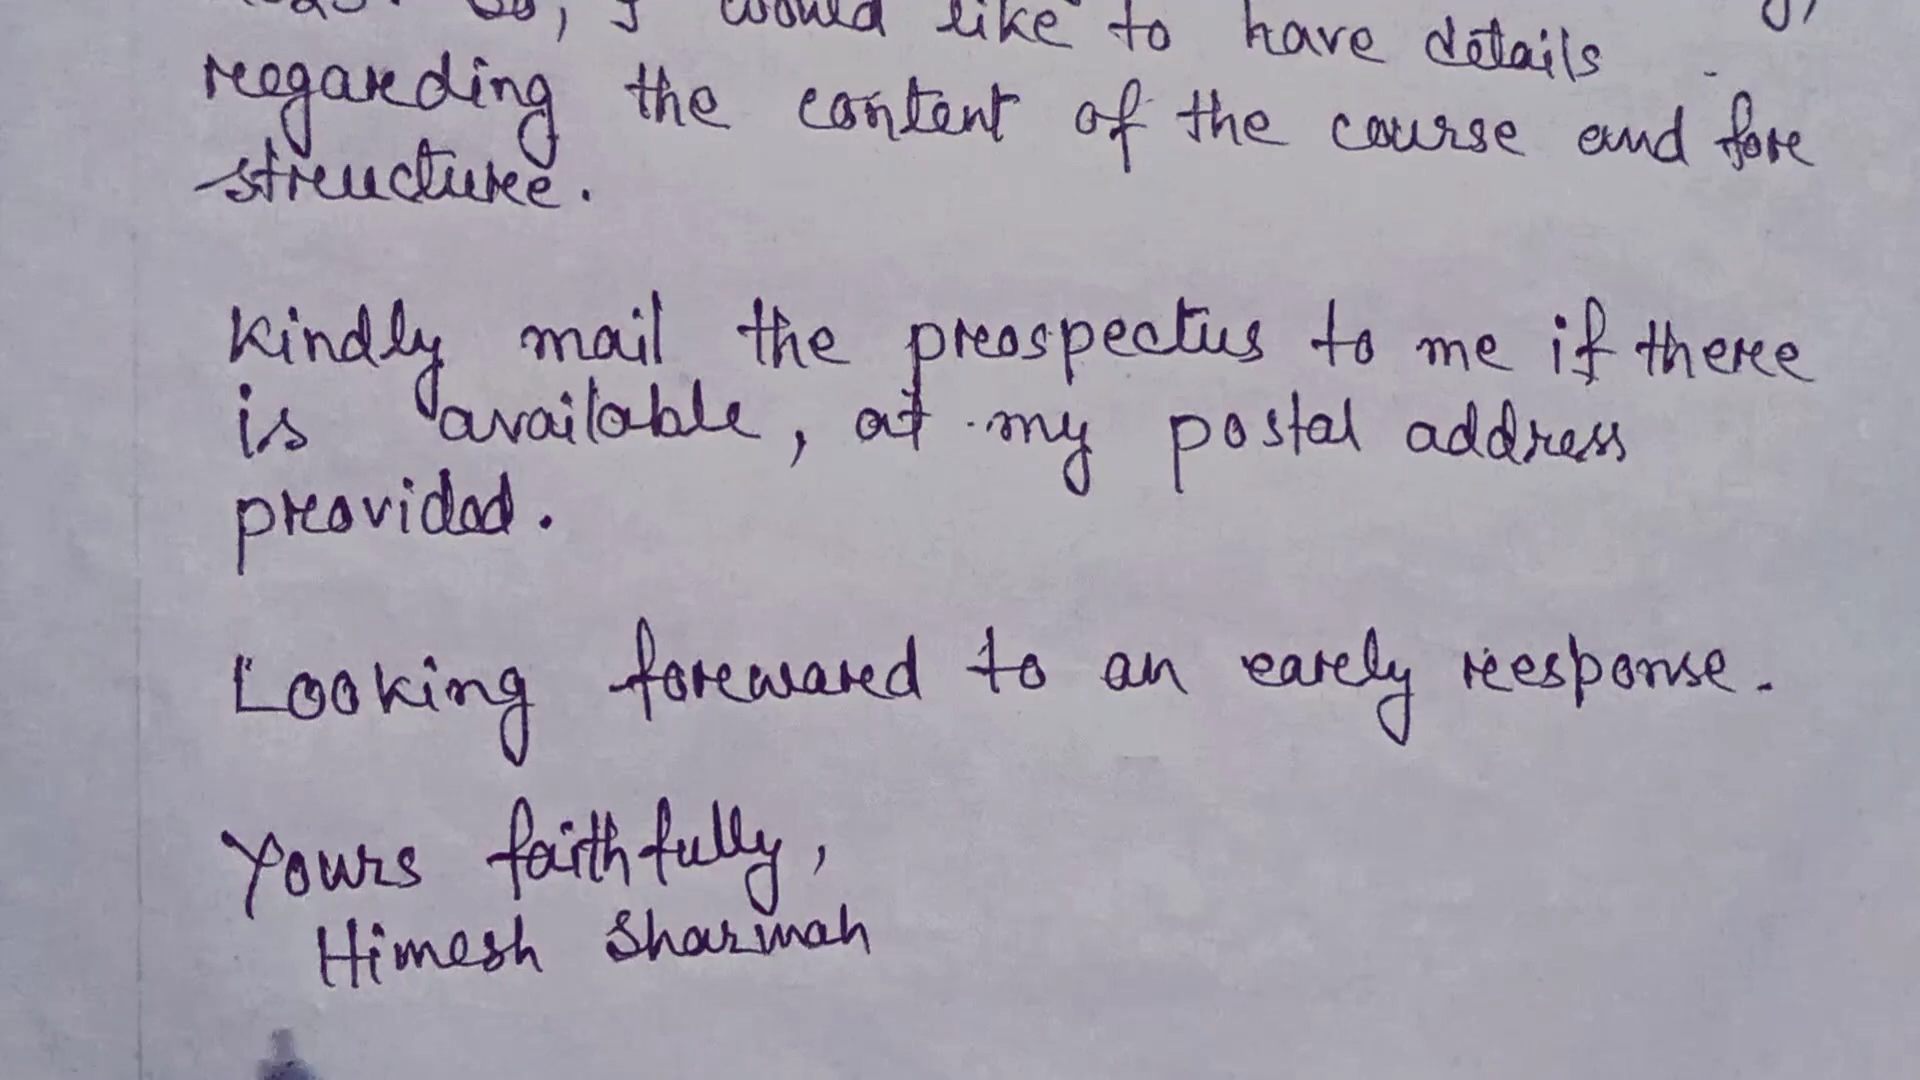 So, I would like to have details
regarding the content of the course and fore
structure.
Kindly mail the prospectus to me if there
is available, at my postal address
provided.
Looking forward to an early response.
Yours faithfully,
Himesh Sharmah